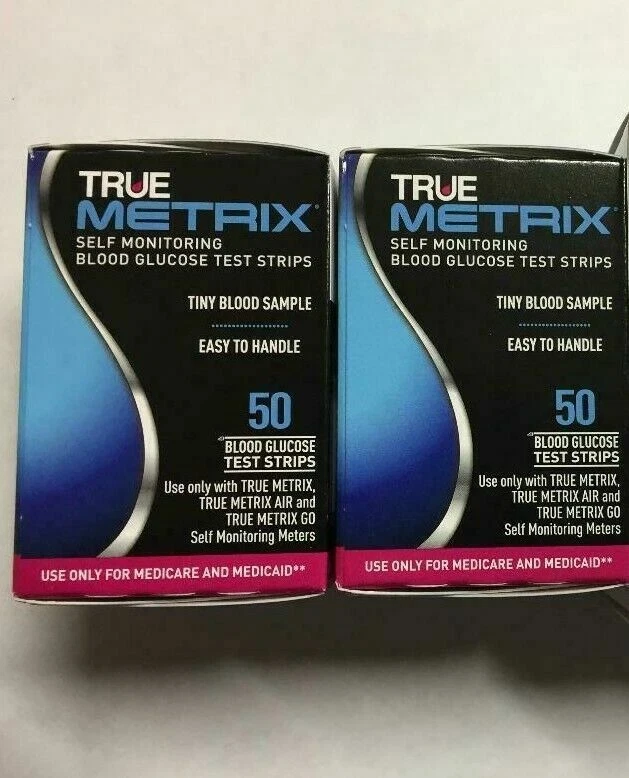 TRUE
METRIX®
SELF MONITORING
BLOOD GLUCOSE TEST STRIPS
TINY BLOOD SAMPLE
EASY TO HANDLE
50
BLOOD GLUCOSE
TEST STRIPS
Use only with TRUE METRIX,
TRUE METRIX AIR and
TRUE METRIX GO
Self Monitoring Meters
USE ONLY FOR MEDICARE AND MEDICAID**
TRUE
METRIX
SELF MONITORING
BLOOD GLUCOSE TEST STRIPS
TINY BLOOD SAMPLE
EASY TO HANDLE
50
BLOOD GLUCOSE
TEST STRIPS
Use only with TRUE METRIX,
TRUE METRIX AIR and
TRUE METRIX GO
Self Monitoring Meters
USE ONLY FOR MEDICARE AND MEDICAID**